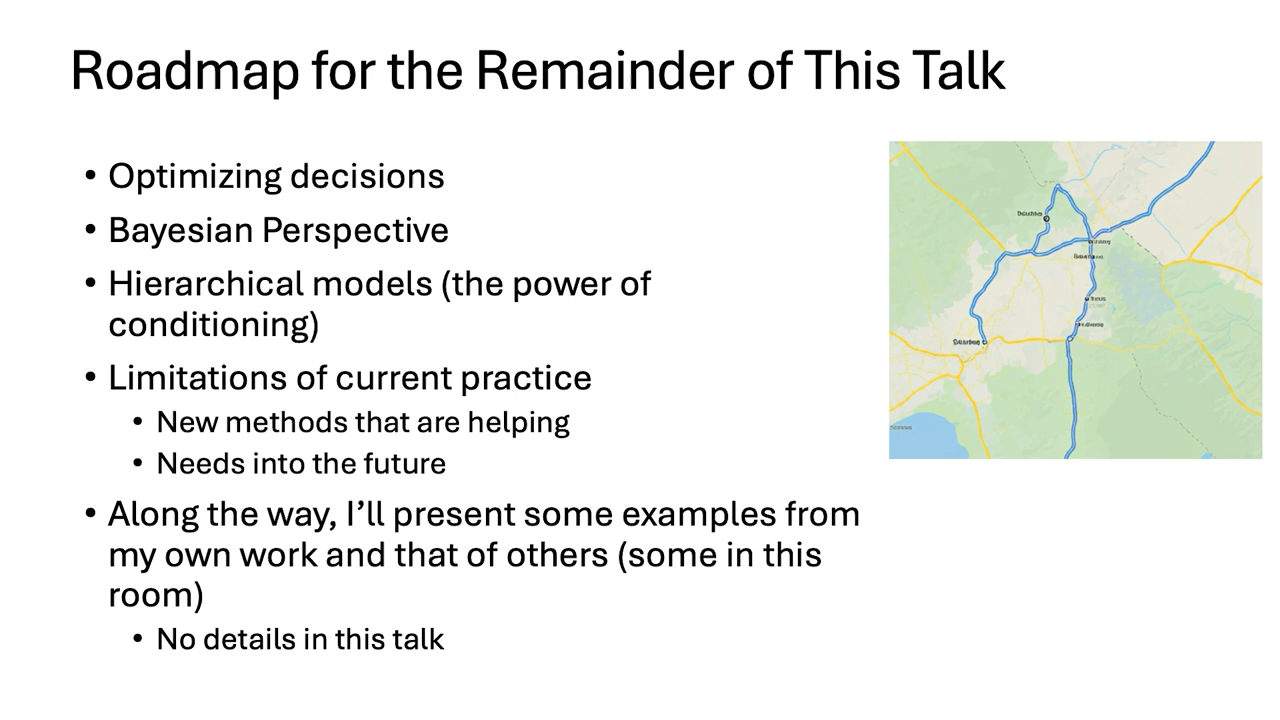 Roadmap for the Remainder of This Talk
• Optimizing decisions
• Bayesian Perspective
• Hierarchical models (the power of
conditioning)
• Limitations of current practice
• New methods that are helping
• Needs into the future
• Along the way, I’ll present some examples from
my own work and that of others (some in this
room)
• No details in this talk